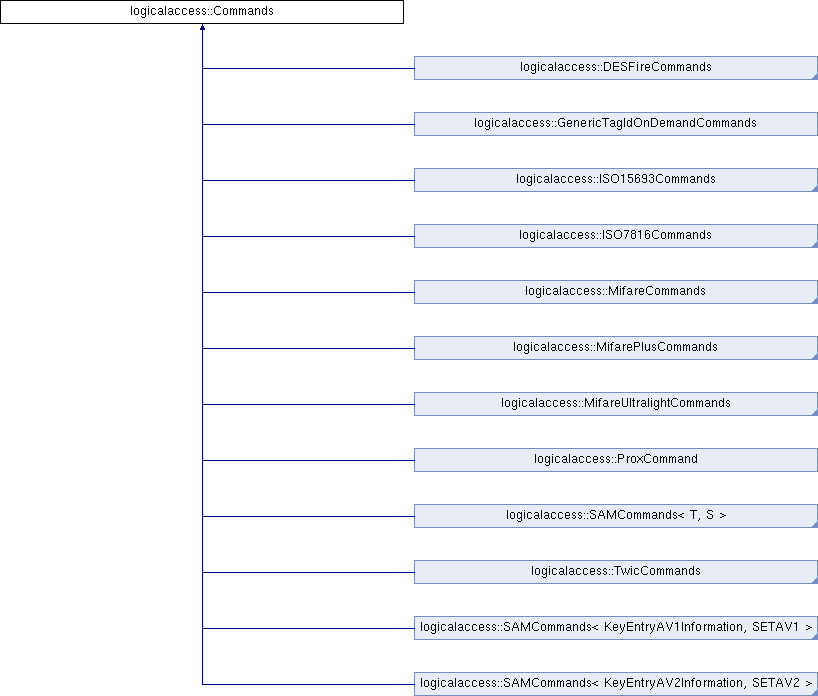 logicalaccess::Commands
logicalaccess::DESFireCommands
logicalaccess::GenericTagIdOnDemandCommands
logicalaccess::ISO15693Commands
logicalaccess::ISO7816Commands
logicalaccess::MifareCommands
logicalaccess::MifarePlusCommands
logicalaccess::MifareUltralightCommands
logicalaccess::ProxCommand
logicalaccess::SAMCommands< T, S >
logicalaccess::TwicCommands
logicalaccess::SAMCommands< KeyEntryAV1Information, SETAV1 >
logicalaccess::SAMCommands< KeyEntryAV2Information, SETAV2 >